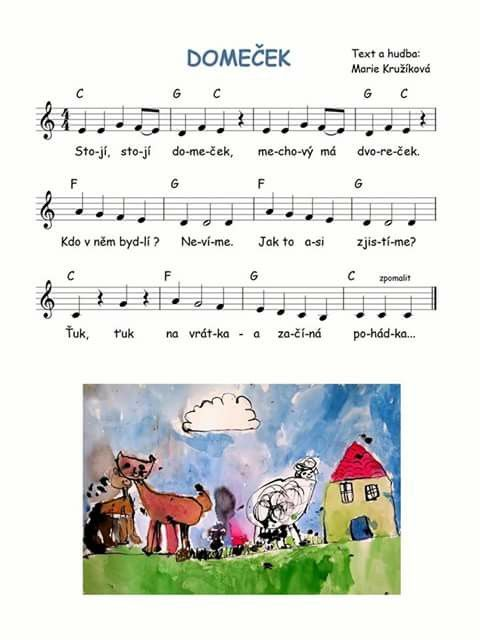 DOMEČEK
Text a hudba:
Marie Kružíková
C G C G C
4
4
Sto-jí, sto-jí do-me-ček, me-cho-vý má dvo-re-ček.
F G F G
Kdo v něm byd-lí ? Ne-ví-me. Jak to a-si zjis-tí-me?
C F G C zpomalit
Ťuk, ťuk na vrát-ka - a za-čí-ná po-hád-ka...